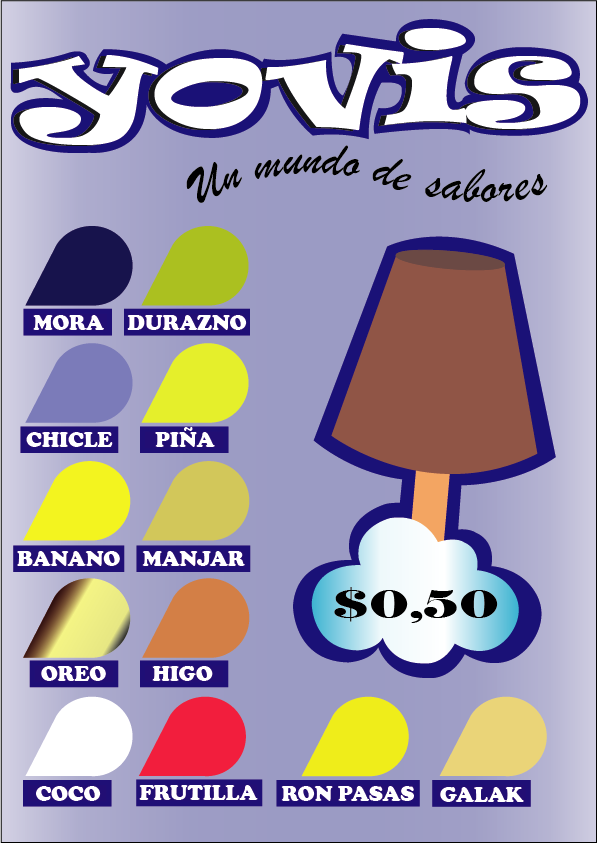 yovis
Un mundo de sabores
MORA DURAZNO
CHICLE PIÑA
BANANO MANJAR
OREO HIGO
$0,50
COCO FRUTILLA RON PASAS GALAK